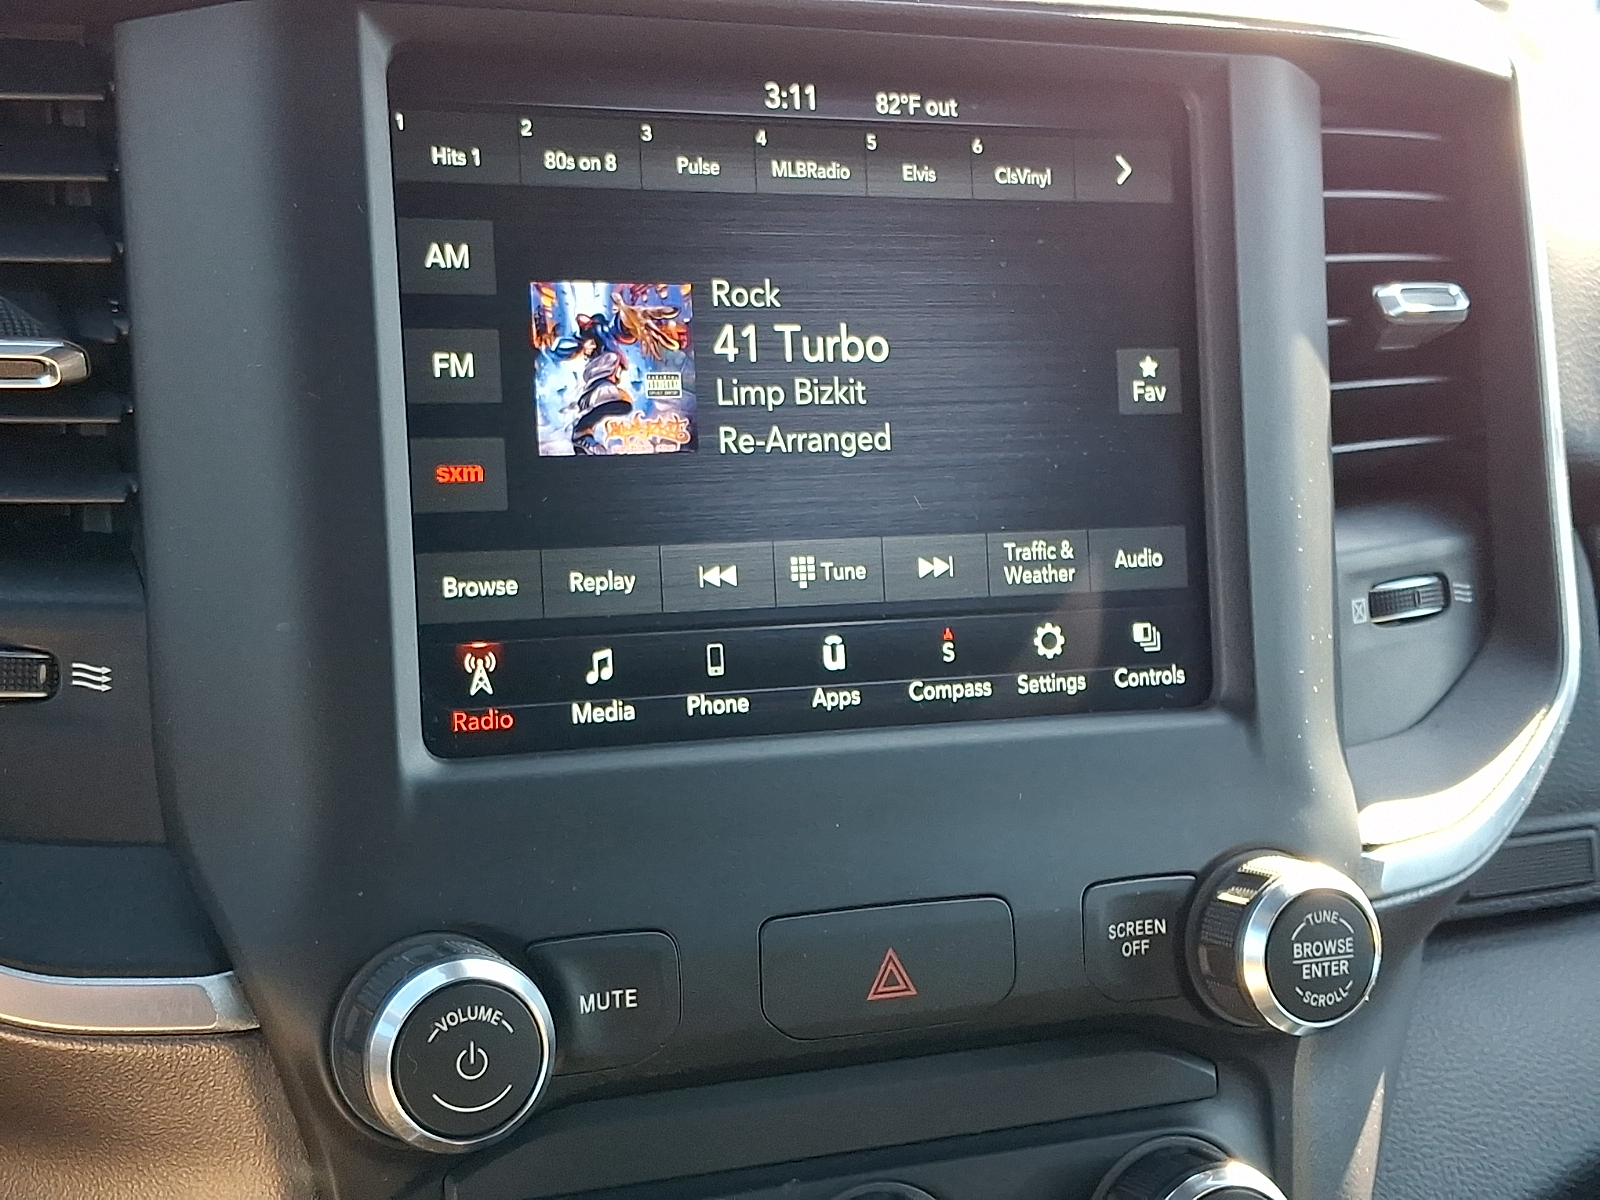 3:11 82°F out
1 Hits 1 2 80s on 8 3 Pulse 4 MLBRadio 5 Elvis 6 ClsVinyl
AM
FM
sxm
Rock
41 Turbo
Limp Bizkit
Re-Arranged
Fav
Browse Replay Tune Traffic & Weather Audio
S
Radio Media Phone Apps Compass Settings Controls
VOLUME
MUTE
SCREEN
OFF
TUNE
BROWSE
ENTER
SCROLL